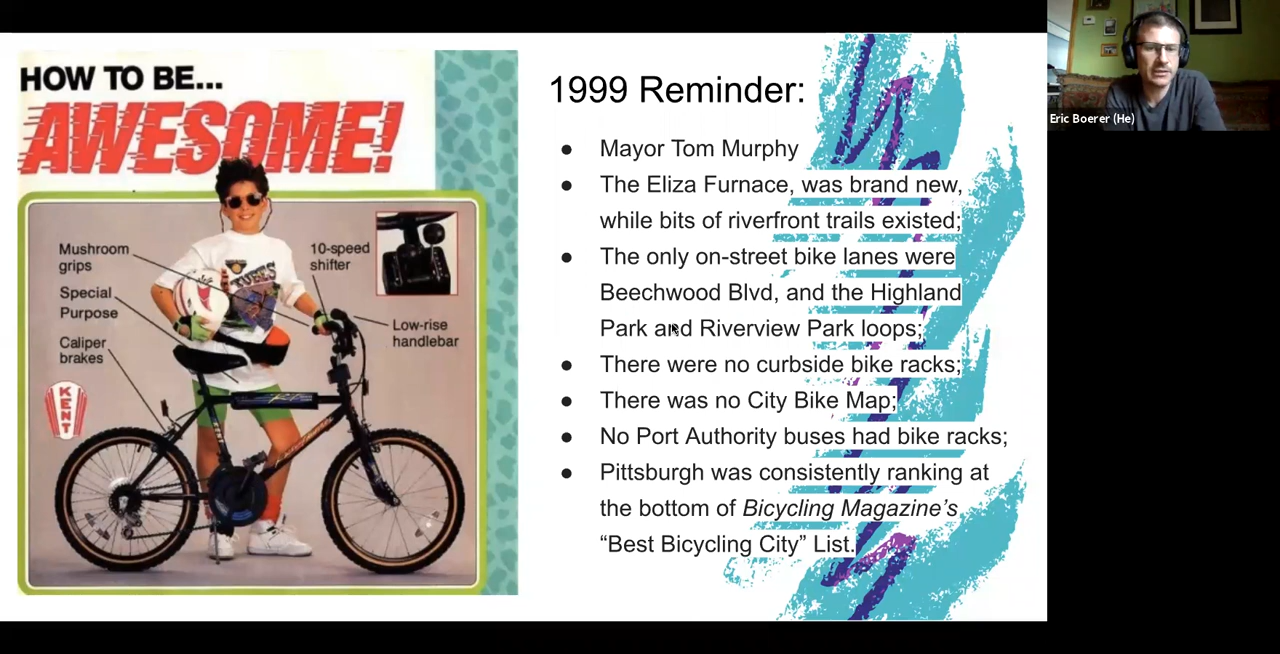 HOW TO BE...
AWESOME!
Mushroom
grips
10-speed
shifter
Special
Purpose
Low-rise
handlebar
Caliper
brakes
KENT
TUBES
1999 Reminder:
● Mayor Tom Murphy
● The Eliza Furnace, was brand new,
while bits of riverfront trails existed;
● The only on-street bike lanes were
Beechwood Blvd, and the Highland
Park and Riverview Park loops;
● There were no curbside bike racks;
● There was no City Bike Map;
● No Port Authority buses had bike racks;
● Pittsburgh was consistently ranking at
the bottom of Bicycling Magazine’s
“Best Bicycling City” List.
Eric Boerer (He)